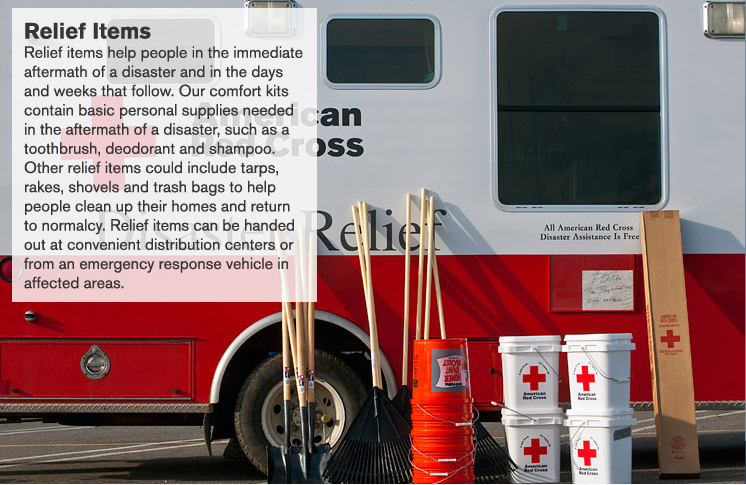 Relief Items
Relief items help people in the immediate
aftermath of a disaster and in the days
and weeks that follow. Our comfort kits
contain basic personal supplies needed
in the aftermath of a disaster, such as a
toothbrush, deodorant and shampoo.
Other relief items could include tarps,
rakes, shovels and trash bags to help
people clean up their homes and return
to normalcy. Relief items can be handed
out at convenient distribution centers or
from an emergency response vehicle in
affected areas.
American
Red Cross
Disaster Relief
All American Red Cross
Disaster Assistance Is Free
American
Red Cross
American
Red Cross
American
Red Cross
American
Red Cross